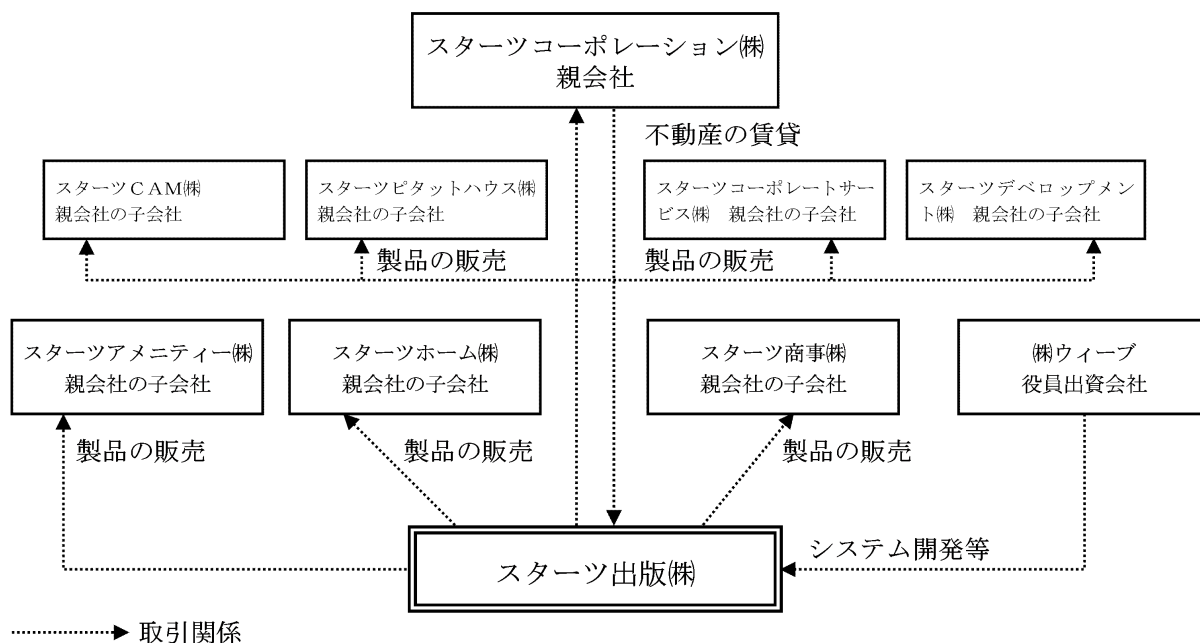 スターツコーポレーション㈱
親会社
不動産の賃貸
スターツＣＡＭ㈱
親会社の子会社
スターツピタットハウス㈱
親会社の子会社
スターツコーポレートサー
ビス㈱　親会社の子会社
スターツデベロップメン
ト㈱　親会社の子会社
製品の販売
製品の販売
スターツアメニティー㈱
親会社の子会社
スターツホーム㈱
親会社の子会社
スターツ商事㈱
親会社の子会社
㈱ウィーブ
役員出資会社
製品の販売
製品の販売
製品の販売
システム開発等
スターツ出版㈱
取引関係